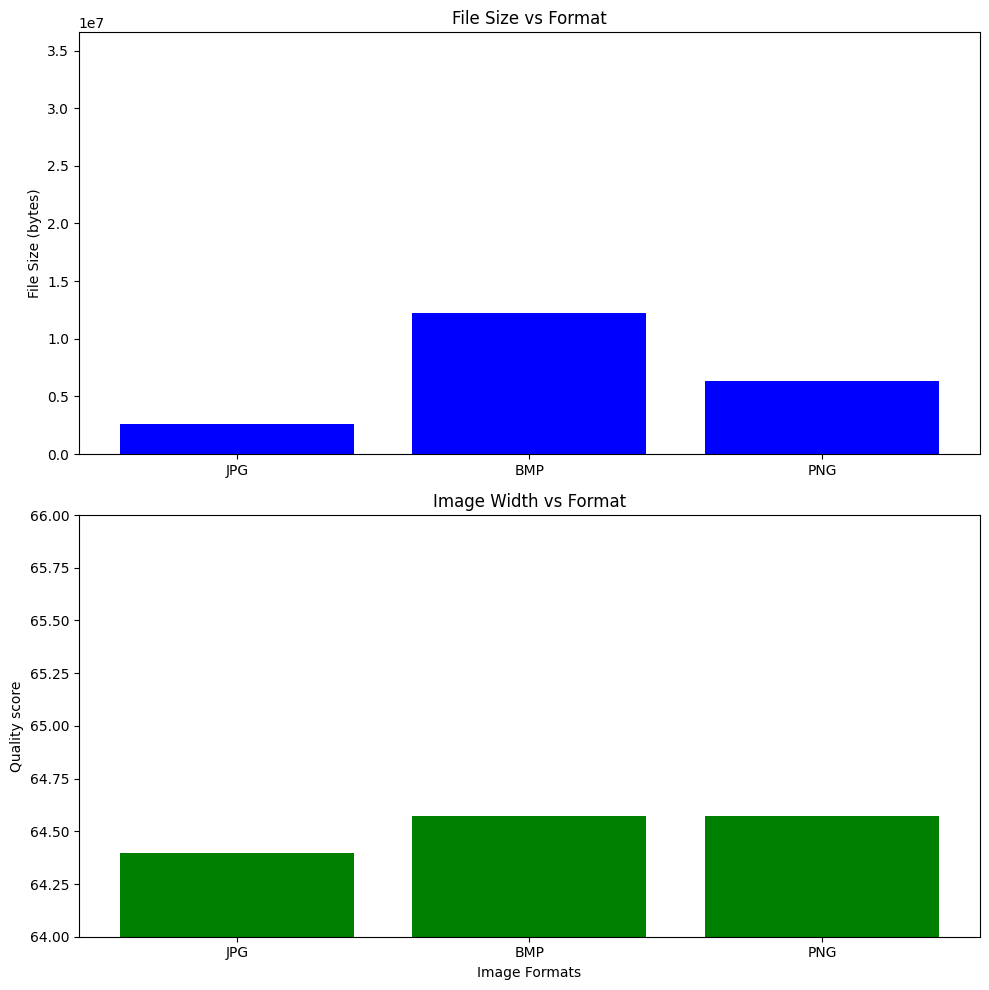 File Size vs Format
1e7
3.5
3.0
2.5
2.0
1.5
1.0
0.5
0.0
File Size (bytes)
JPG BMP PNG
Image Width vs Format
66.00
65.75
65.50
65.25
65.00
64.75
64.50
64.25
64.00
Quality score
JPG BMP PNG
Image Formats